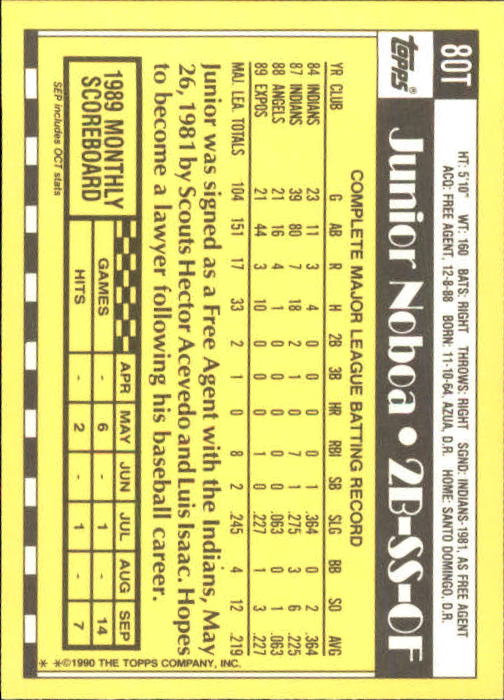 80T
topps®
HT: 5'10" WT: 160 BATS: RIGHT THROWS: RIGHT SGND: INDIANS-1981, AS FREE AGENT
ACQ: FREE AGENT, 12-8-88 BORN: 11-10-64, AZUA, D.R. HOME: SANTO DOMINGO, D.R.
Junior Noboa • 2B-SS-OF
COMPLETE MAJOR LEAGUE BATTING RECORD
YR CLUB G AB R H 2B 3B HR RBI SB SLG BB SO AVG
84 INDIANS 23 11 3 4 0 0 0 0 1 .364 0 2 .364
87 INDIANS 39 80 7 18 2 1 0 7 1 .275 3 6 .225
88 ANGELS 21 16 4 1 0 0 0 0 0 .063 0 1 .063
89 EXPOS 21 44 3 10 0 0 0 1 0 .227 1 3 .227
MAJ. LEA. TOTALS 104 151 17 33 2 1 0 8 2 .245 4 12 .219
Junior was signed as a Free Agent with the Indians, May
26, 1981 by Scouts Hector Acevedo and Luis Isaac. Hopes
to become a lawyer following his baseball career.
1989 MONTHLY
SCOREBOARD
SEP includes OCT stats
APR MAY JUN JUL AUG SEP
GAMES - 6 - 1 - 14
HITS - 2 - 1 - 7
* *©1990 THE TOPPS COMPANY, INC.